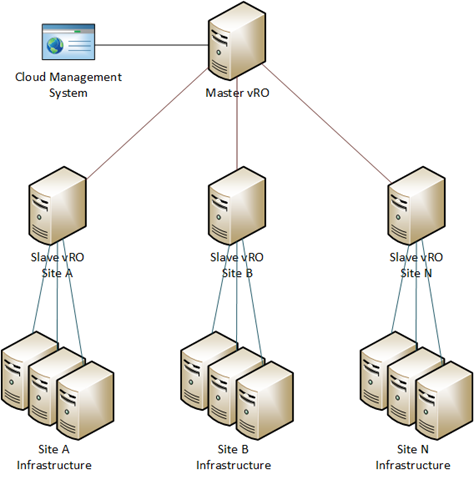 Cloud Management
System
Master vRO
Slave vRO
Site A
Slave vRO
Site B
Slave vRO
Site N
Site A
Infrastructure
Site B
Infrastructure
Site N
Infrastructure